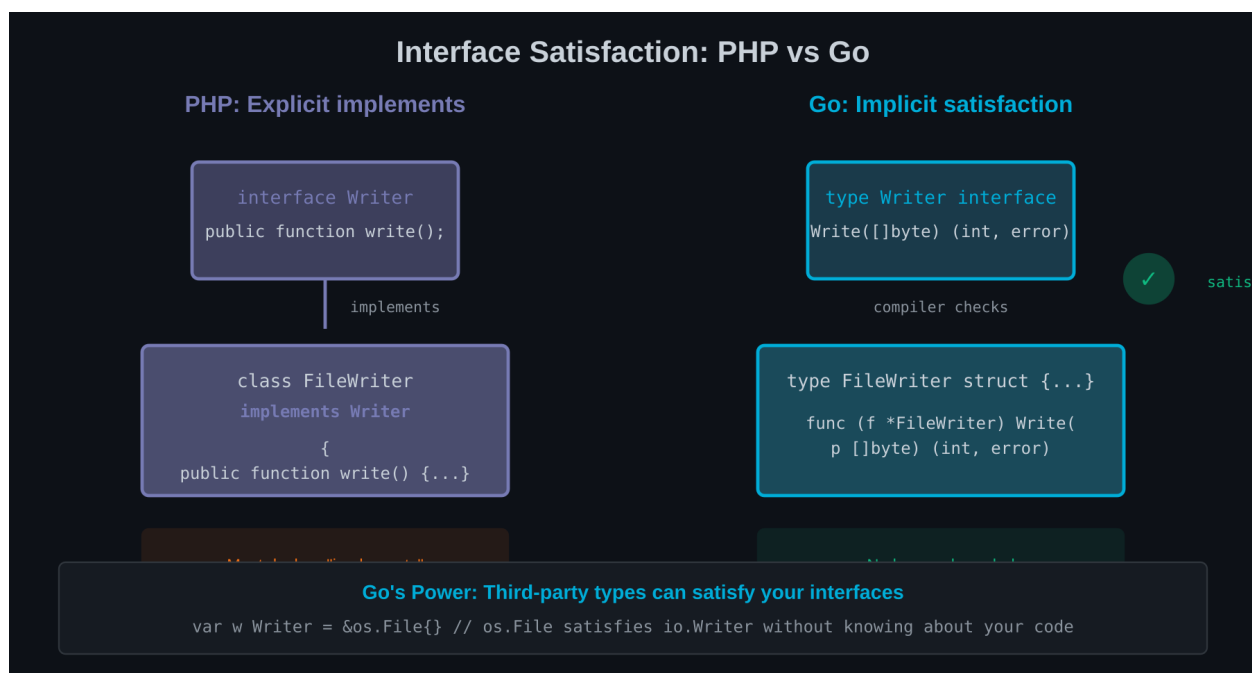 Interface Satisfaction: PHP vs Go
PHP: Explicit implements
interface Writer
public function write();
implements
class FileWriter
implements Writer
{
public function write() {...}
Go: Implicit satisfaction
type Writer interface
Write([]byte) (int, error)
✓
satis
compiler checks
type FileWriter struct {...}
func (f *FileWriter) Write(
p []byte) (int, error)
Go's Power: Third-party types can satisfy your interfaces
var w Writer = &os.File{} // os.File satisfies io.Writer without knowing about your code